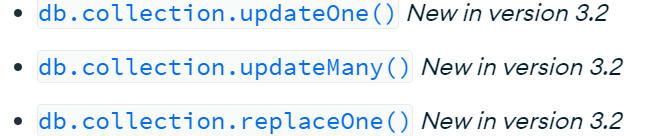 db.collection.updateOne() New in version 3.2
db.collection.updateMany() New in version 3.2
db.collection.replaceOne() New in version 3.2